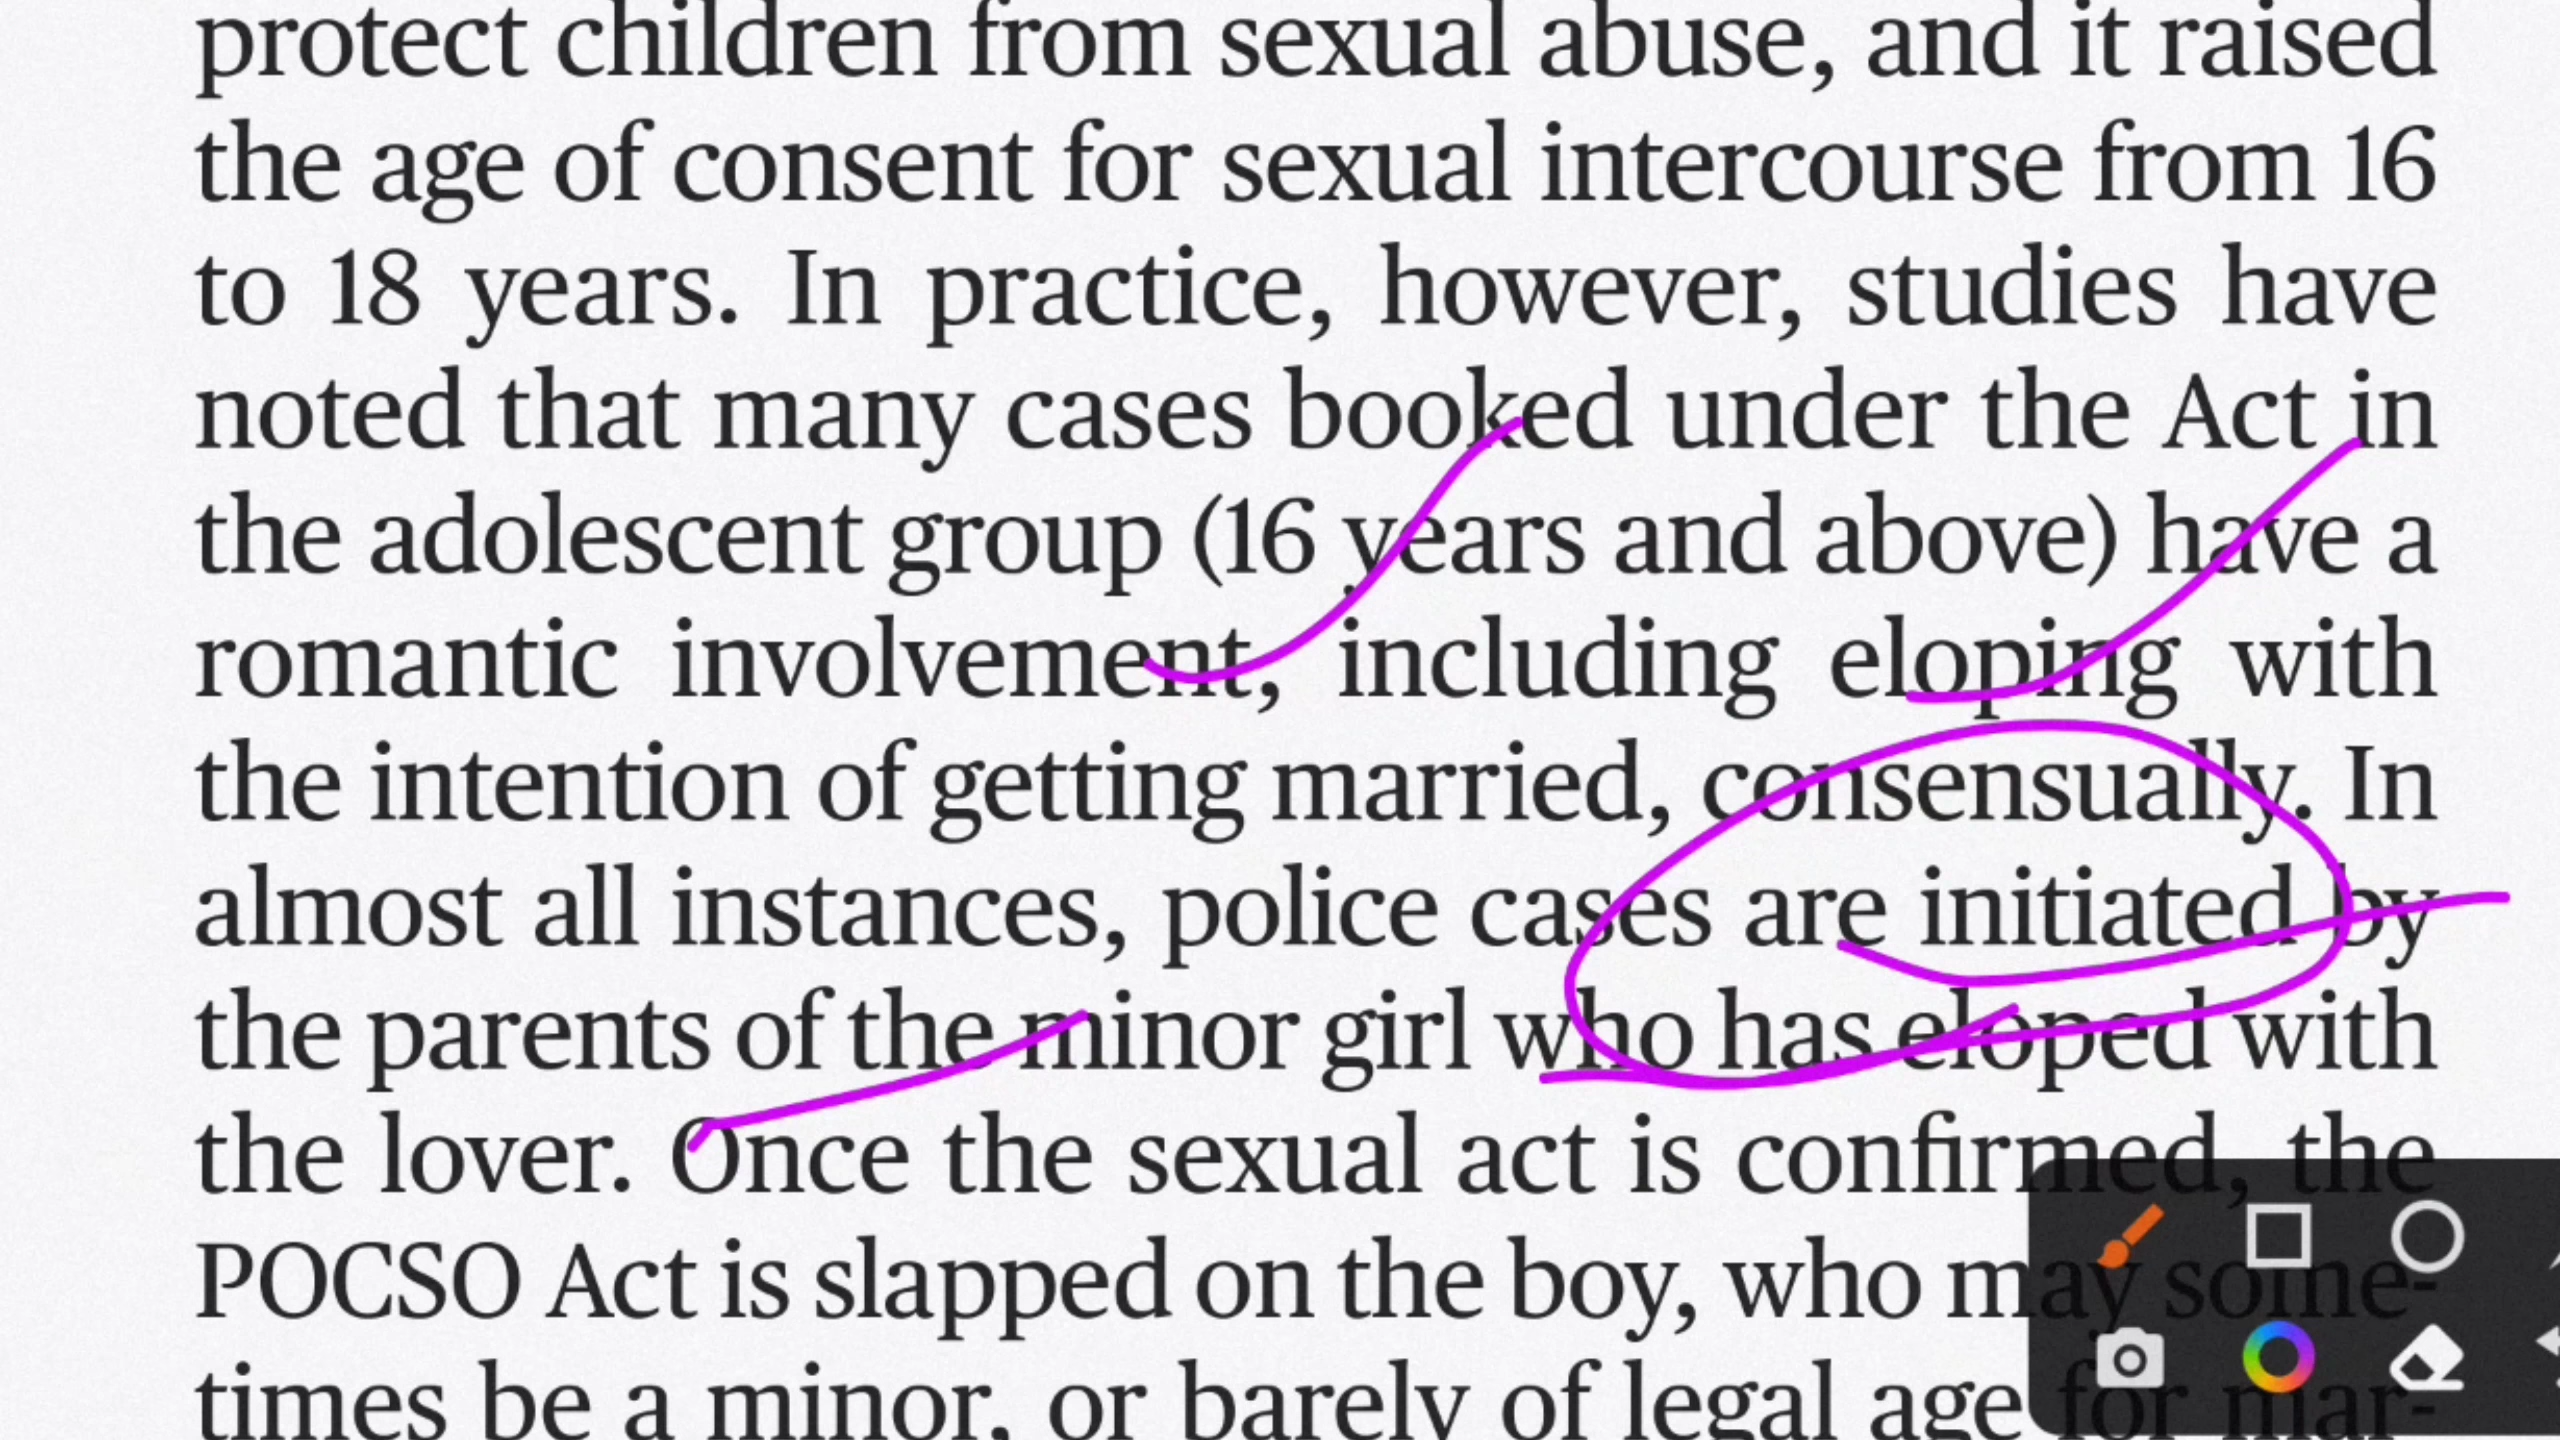 protect children from sexual abuse, and it raised
the age of consent for sexual intercourse from 16
to 18 years. In practice, however, studies have
noted that many cases booked under the Act in
the adolescent group (16 years and above) have a
romantic involvement, including eloping with
the intention of getting married, consensually. In
almost all instances, police cases are initiated by
the parents of the minor girl who has eloped with
the lover. Once the sexual act is confirmed, the
POCSO Act is slapped on the boy, who may some-
times be a minor, or barely of legal age for mar-